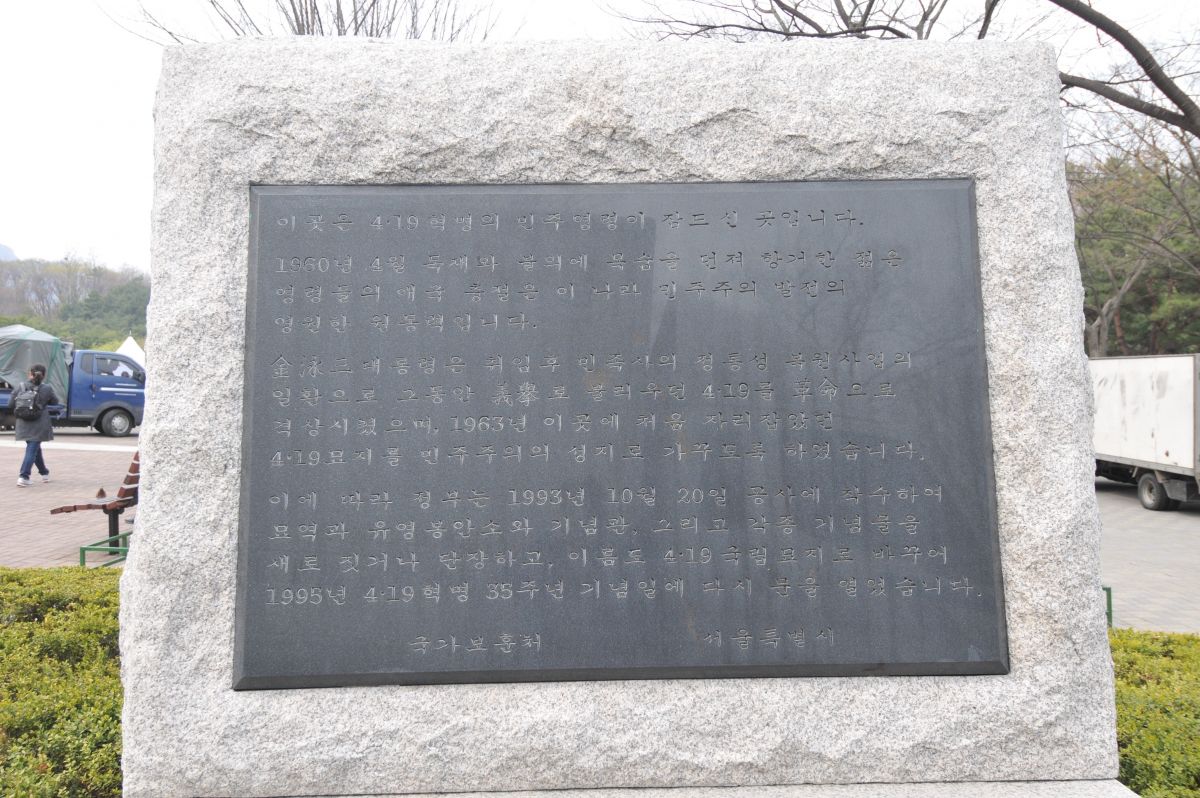 이곳은 4·19혁명의 민주영령이 잠드신 곳입니다.
1960년 4월 독재와 불의에 목숨을 던져 항거한 젊은
영령들의 애국 충절은 이 나라 민주주의 발전의
영원한 원동력입니다.
金泳三대통령은 취임후 민족사의 정통성 복원사업의
일환으로 그동안 義擧로 불리우던 4·19를 革命으로
격상시켰으며, 1963년 이곳에 처음 자리잡았던
4·19묘지를 민주주의의 성지로 가꾸도록 하였습니다.
이에 따라 정부는 1993년 10월 20일 공사에 착수하여
묘역과 유영봉안소와 기념관, 그리고 각종 기념물을
새로 짓거나 단장하고, 이름도 4·19국립묘지로 바꾸어
1995년 4·19혁명 35주년 기념일에 다시 문을 열었습니다.
국가보훈처 서울특별시